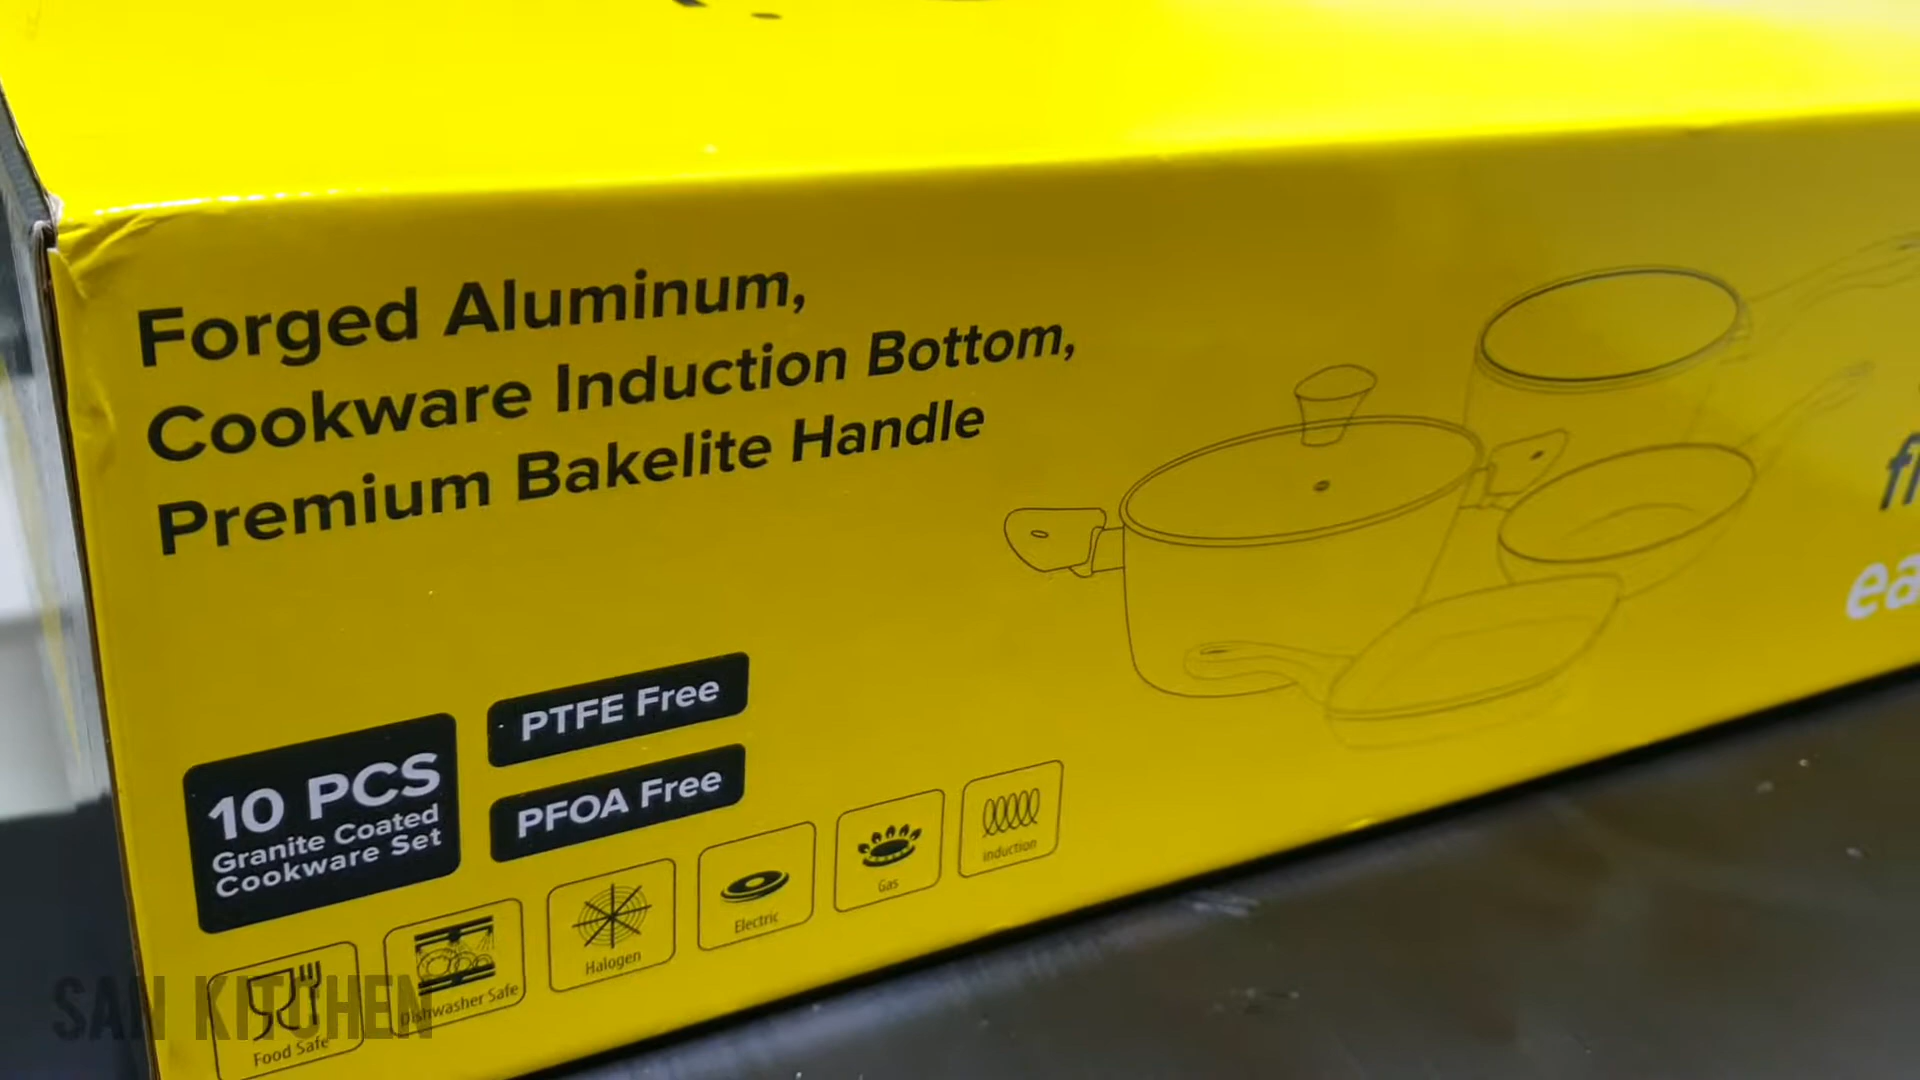 Forged Aluminum,
Cookware Induction Bottom,
Premium Bakelite Handle
PTFE Free
PFOA Free
10 PCS
Granite Coated
Cookware Set
Food Safe
Dishwasher Safe
Halogen
Electric
Gas
Induction
SAN KITCHEN